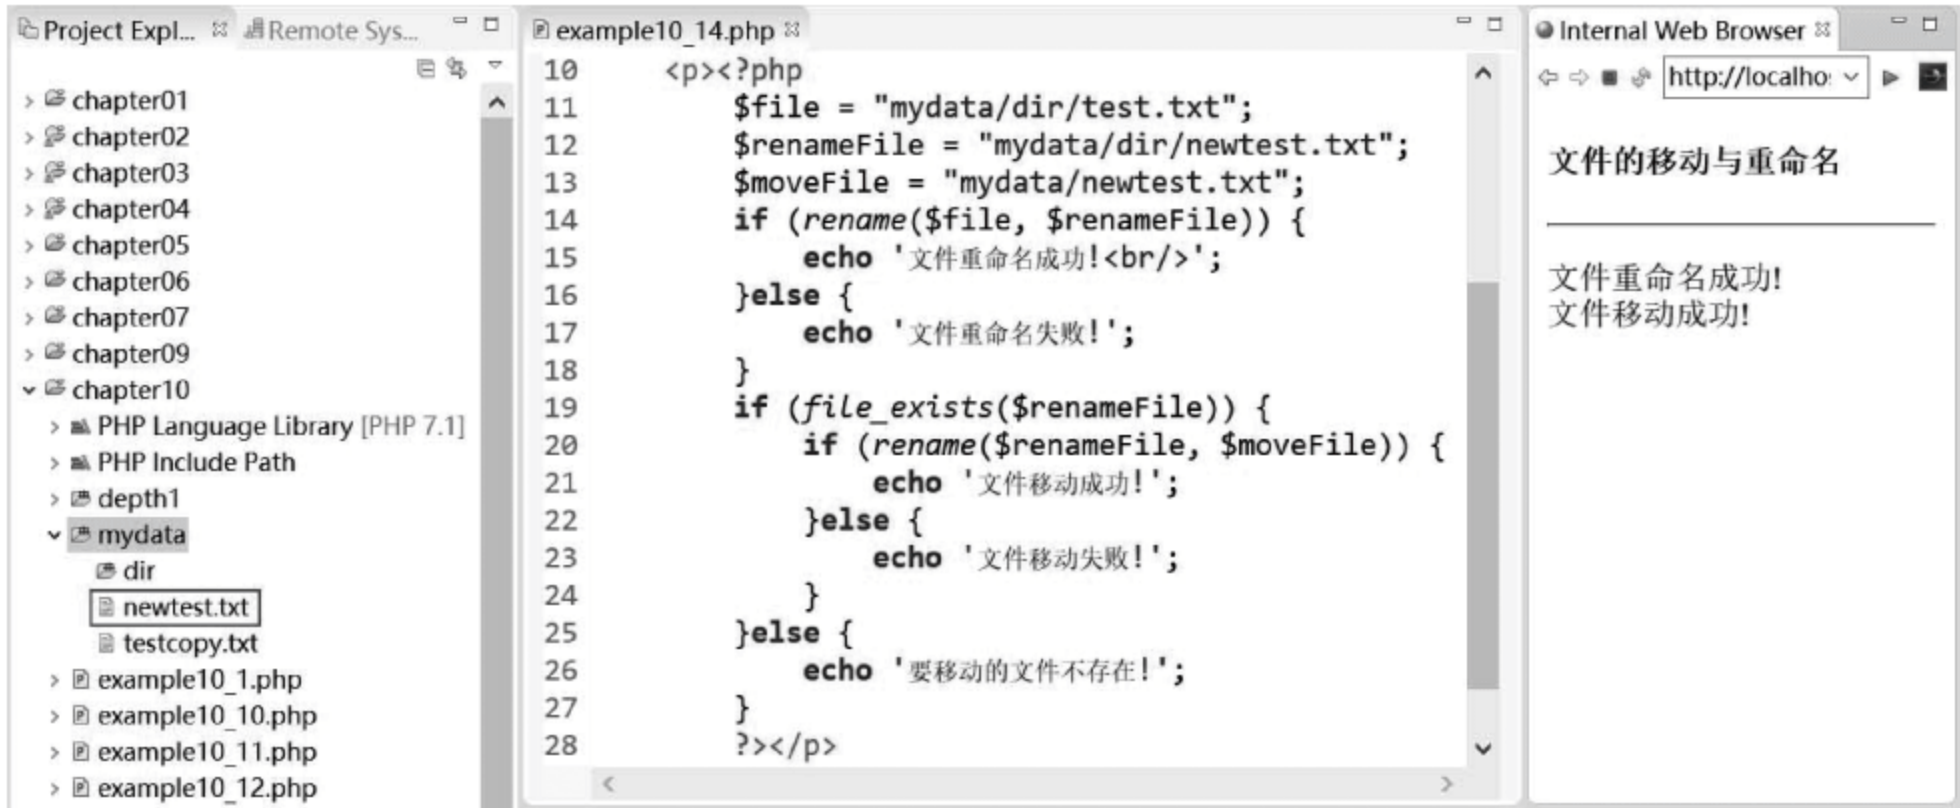 Project Expl...
Remote Sys...
chapter01
chapter02
chapter03
chapter04
chapter05
chapter06
chapter07
chapter09
chapter10
PHP Language Library [PHP 7.1]
PHP Include Path
depth1
mydata
dir
newtest.txt
testcopy.txt
example10_1.php
example10_10.php
example10_11.php
example10_12.php
example10_14.php
10 <p><?php
11 $file = "mydata/dir/test.txt";
12 $renameFile = "mydata/dir/newtest.txt";
13 $moveFile = "mydata/newtest.txt";
14 if (rename($file, $renameFile)) {
15 echo '文件重命名成功!<br/>';
16 }else {
17 echo '文件重命名失败!';
18 }
19 if (file_exists($renameFile)) {
20 if (rename($renameFile, $moveFile)) {
21 echo '文件移动成功!';
22 }else {
23 echo '文件移动失败!';
24 }
25 }else {
26 echo '要移动的文件不存在!';
27 }
28 ?></p>
Internal Web Browser
http://localho
文件的移动与重命名
文件重命名成功!
文件移动成功!